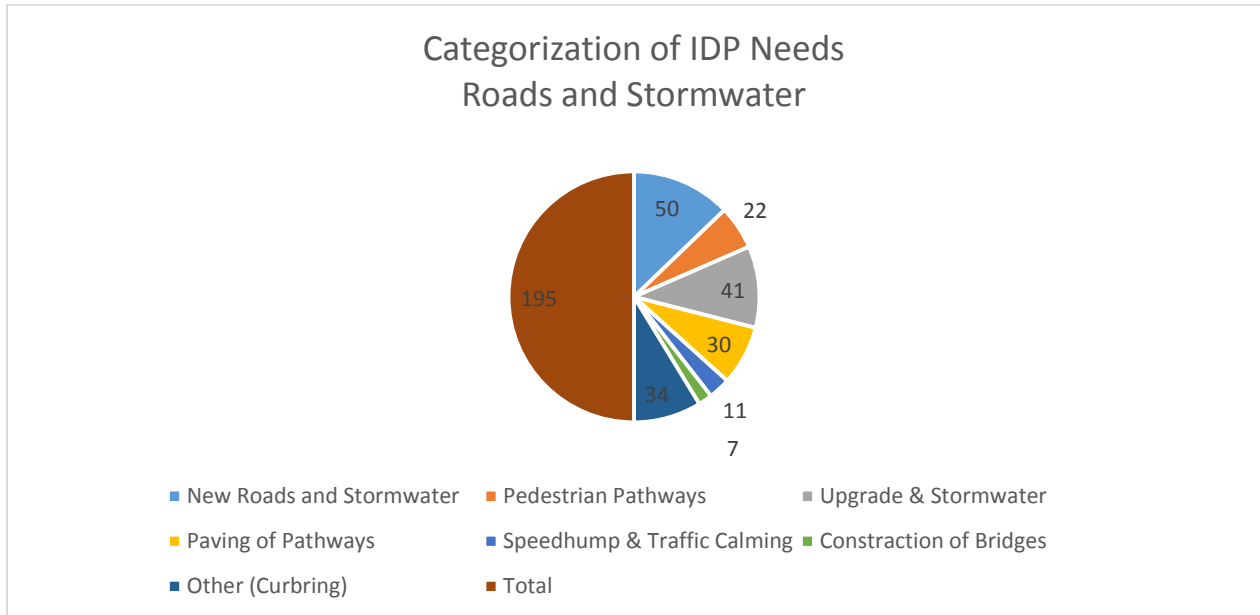 Categorization of IDP Needs
Roads and Stormwater
50
22
41
195
30
34
11
7
New Roads and Stormwater
Pedestrian Pathways
Upgrade & Stormwater
Paving of Pathways
Speedhump & Traffic Calming
Constraction of Bridges
Other (Curbring)
Total